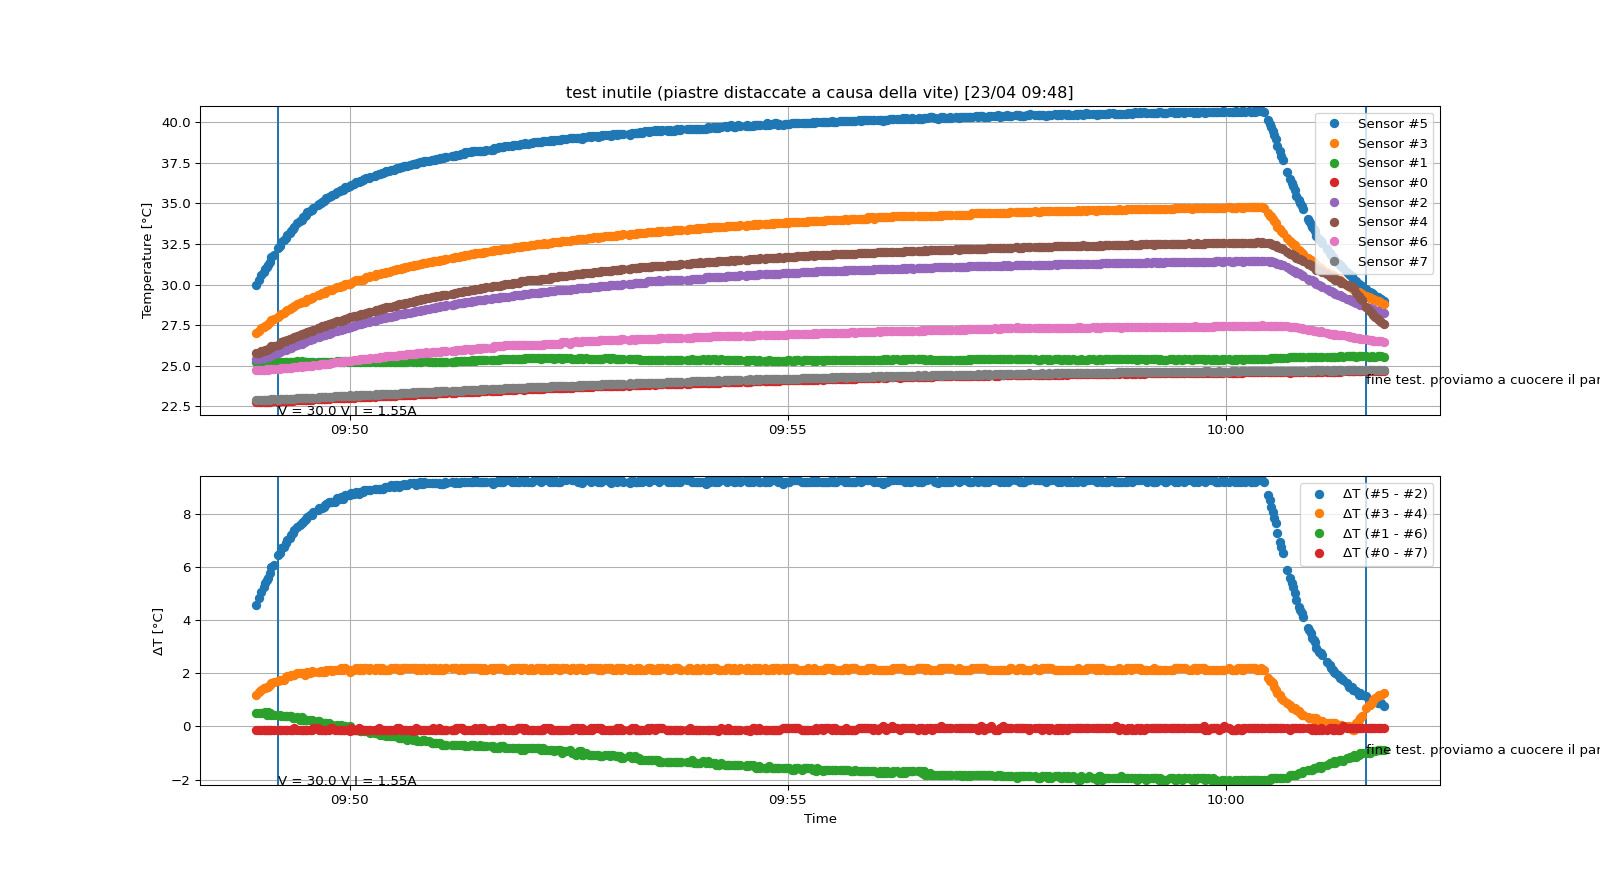 test inutile (piastre distaccate a causa della vite) [23/04 09:48]
Temperature [°C]
40.0
37.5
35.0
32.5
30.0
27.5
25.0
22.5
Sensor #5
Sensor #3
Sensor #1
Sensor #0
Sensor #2
Sensor #4
Sensor #6
Sensor #7
fine test. proviamo a cuocere il
V = 30.0 V I = 1.55A
09:50
09:55
10:00
ΔT [°C]
8
6
4
2
0
−2
ΔT (#5 - #2)
ΔT (#3 - #4)
ΔT (#1 - #6)
ΔT (#0 - #7)
fine test. proviamo a cuocere il
V = 30.0 V I = 1.55A
09:50
09:55
10:00
Time